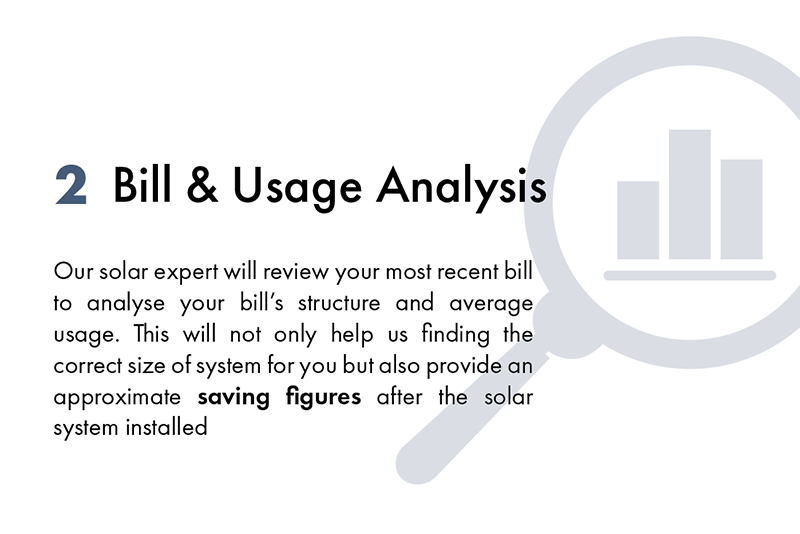 2 Bill & Usage Analysis
Our solar expert will review your most recent bill
to analyse your bill’s structure and average
usage. This will not only help us finding the
correct size of system for you but also provide an
approximate saving figures after the solar
system installed